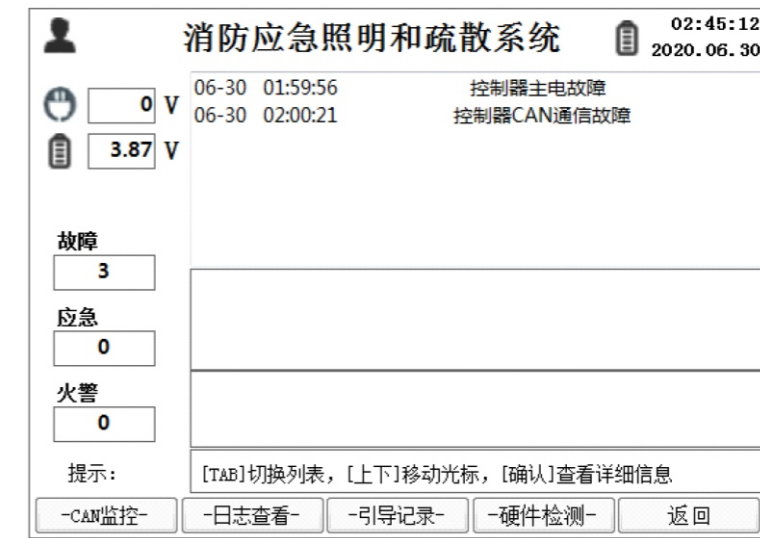 消防应急照明和疏散系统
02:45:12
2020.06.30
0 V
3.87 V
06-30 01:59:56 控制器主电故障
06-30 02:00:21 控制器CAN通信故障
故障
3
应急
0
火警
0
提示: [TAB]切换列表, [上下]移动光标, [确认]查看详细信息
-CAN监控- -日志查看- -引导记录- -硬件检测- 返回